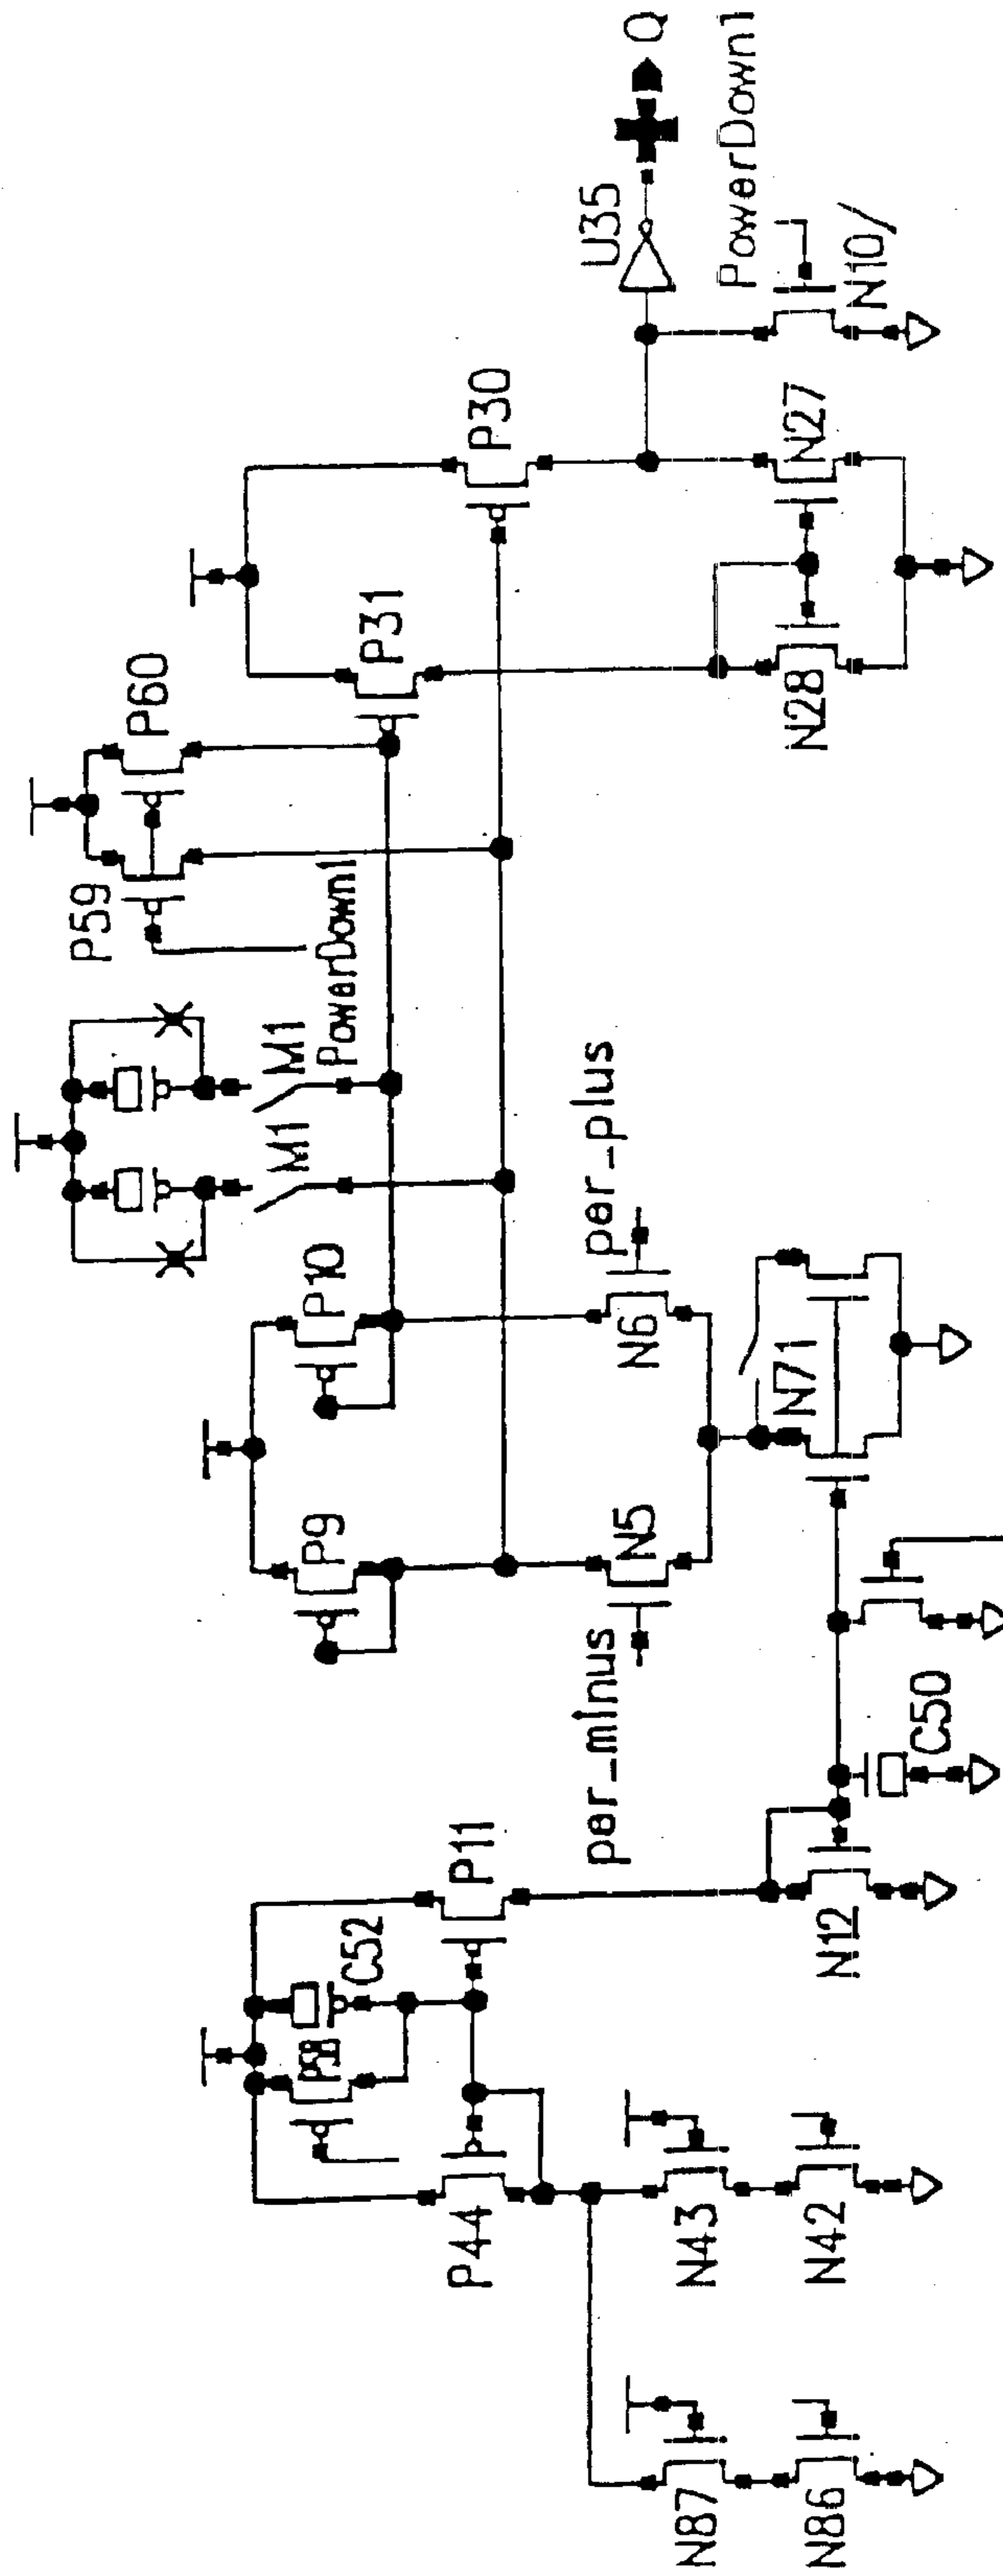 P59
P60
P31
P30
U35
Q
PowerDown1
N10/
N27
N28
PowerDown1
M1
M1
P9
P10
per_plus
per_minus
N5
N6
N71
P11
C52
P58
P44
N12
C50
N43
N42
N87
N86